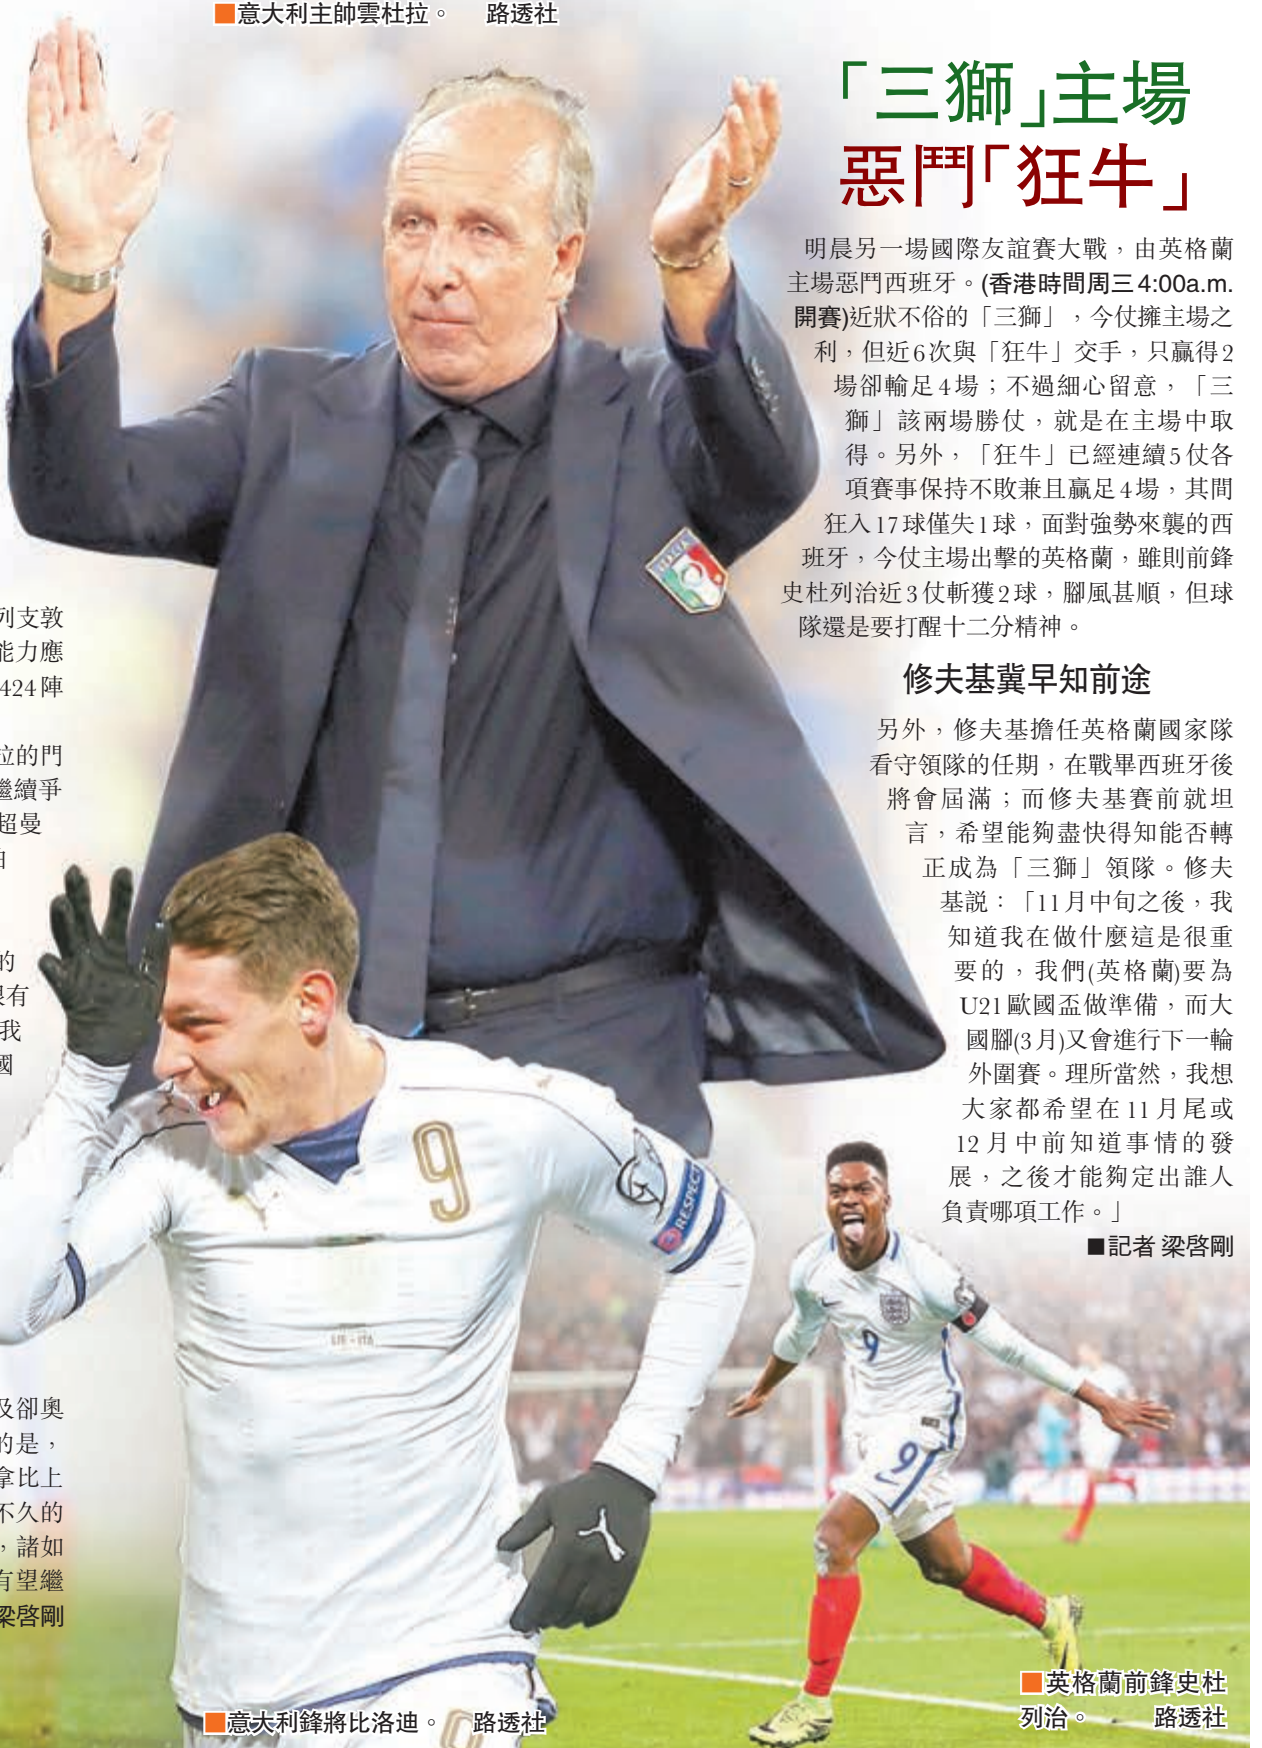 ■意大利主帥雲杜拉。 路透社
「三獅」主場
惡鬥「狂牛」
明晨另一場國際友誼賽大戰，由英格蘭
主場惡鬥西班牙。(香港時間周三4:00a.m.
開賽)近狀不俗的「三獅」，今仗擁主場之
利，但近6次與「狂牛」交手，只贏得2
場卻輸足4場；不過細心留意，「三
獅」該兩場勝仗，就是在主場中取
得。另外，「狂牛」已經連續5仗各
項賽事保持不敗兼且贏足4場，其間
狂入17球僅失1球，面對強勢來襲的西
班牙，今仗主場出擊的英格蘭，雖則前鋒
史杜列治近3仗斬獲2球，腳風甚順，但球
隊還是要打醒十二分精神。
修夫基冀早知前途
另外，修夫基擔任英格蘭國家隊
看守領隊的任期，在戰畢西班牙後
將會屆滿；而修夫基賽前就坦
言，希望能夠盡快得知能否轉
正成為「三獅」領隊。修夫
基說：「11月中旬之後，我
知道我在做什麼這是很重
要的，我們(英格蘭)要為
U21歐國盃做準備，而大
國腳(3月)又會進行下一輪
外圍賽。理所當然，我想
大家都希望在11月尾或
12月中前知道事情的發
展，之後才能夠定出誰人
負責哪項工作。」
■記者 梁啓剛
列支敦
能力應
424陣
拉的門
繼續爭
超曼
的
很有
我
國
及卻奧
的是，
拿比上
不久的
，諸如
有望繼
梁啓剛
ITALIA
9
RESPECT
LIE - ITA
9
9
■意大利鋒將比洛迪。 路透社
■英格蘭前鋒史杜
列治。 路透社